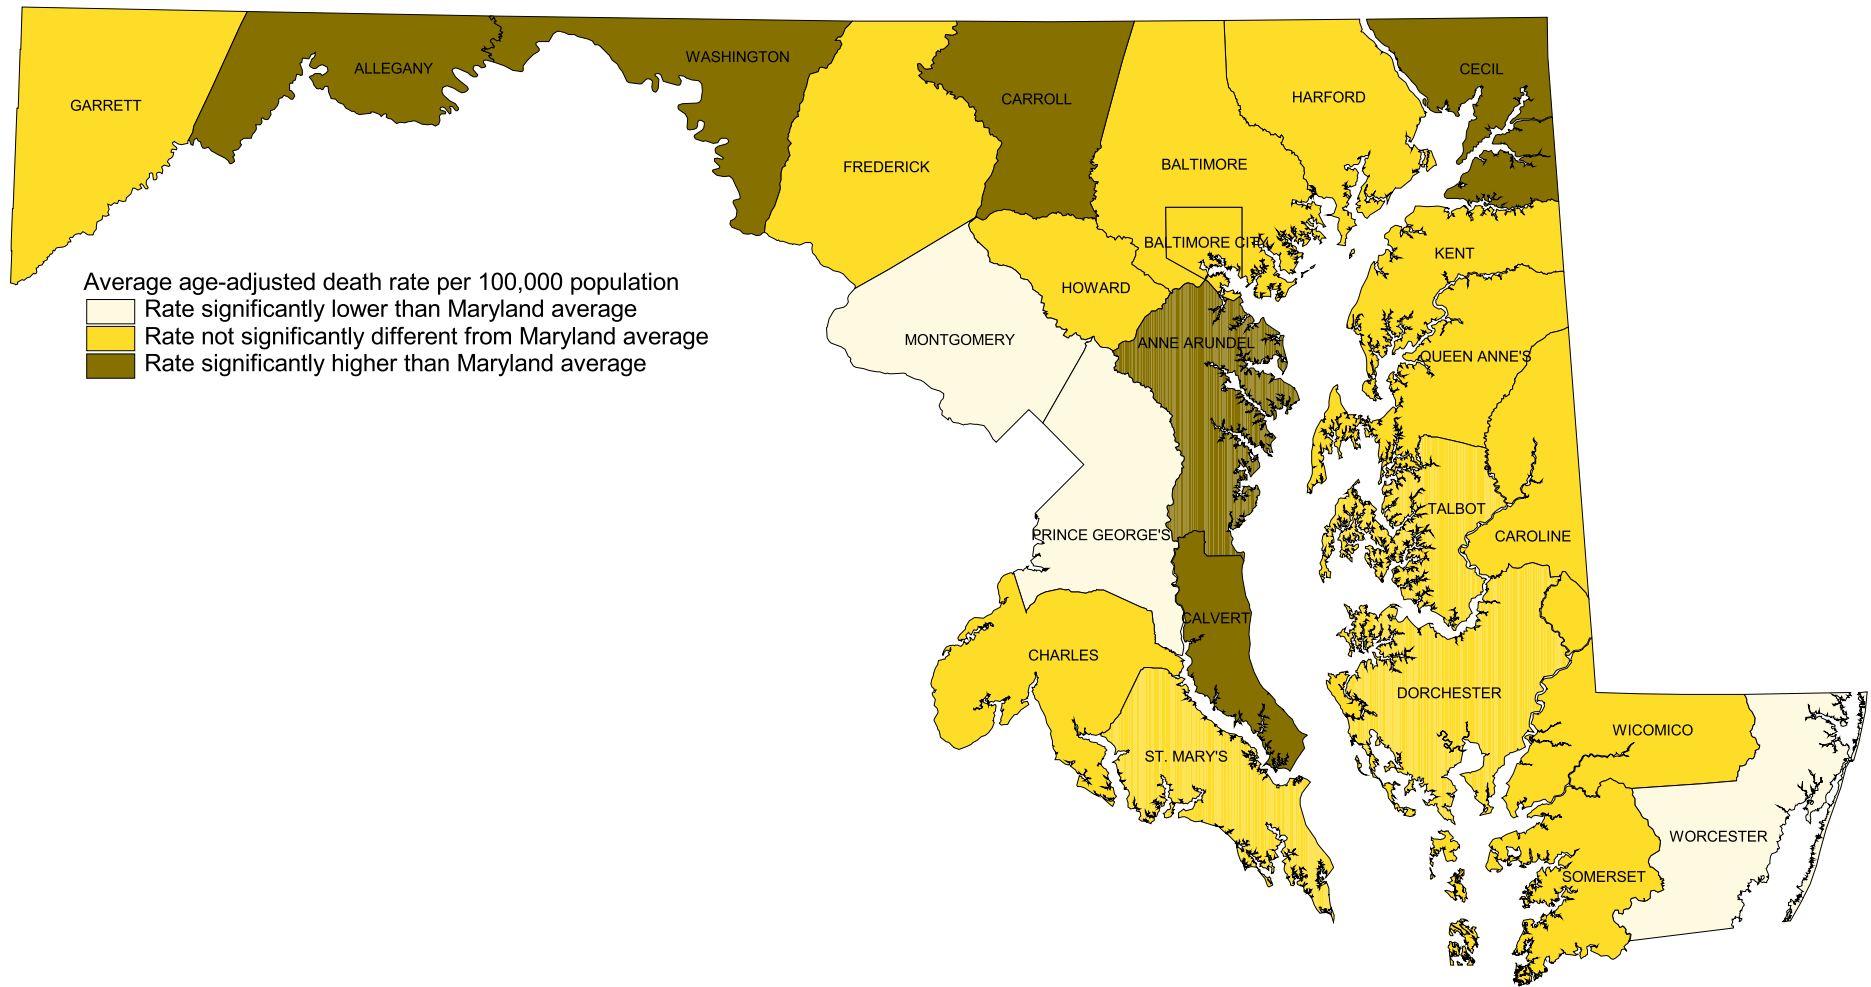 WASHINGTON
ALLEGANY
CECIL
GARRETT
CARROLL
HARFORD
FREDERICK
BALTIMORE
BALTIMORE CITY
KENT
Average age-adjusted death rate per 100,000 population
HOWARD
Rate significantly lower than Maryland average
Rate not significantly different from Maryland average
MONTGOMERY
ANNE ARUNDEL
QUEEN ANNE'S
Rate significantly higher than Maryland average
TALBOT
PRINCE GEORGE'S
CAROLINE
CALVERT
CHARLES
DORCHESTER
WICOMICO
ST. MARY'S
WORCESTER
SOMERSET